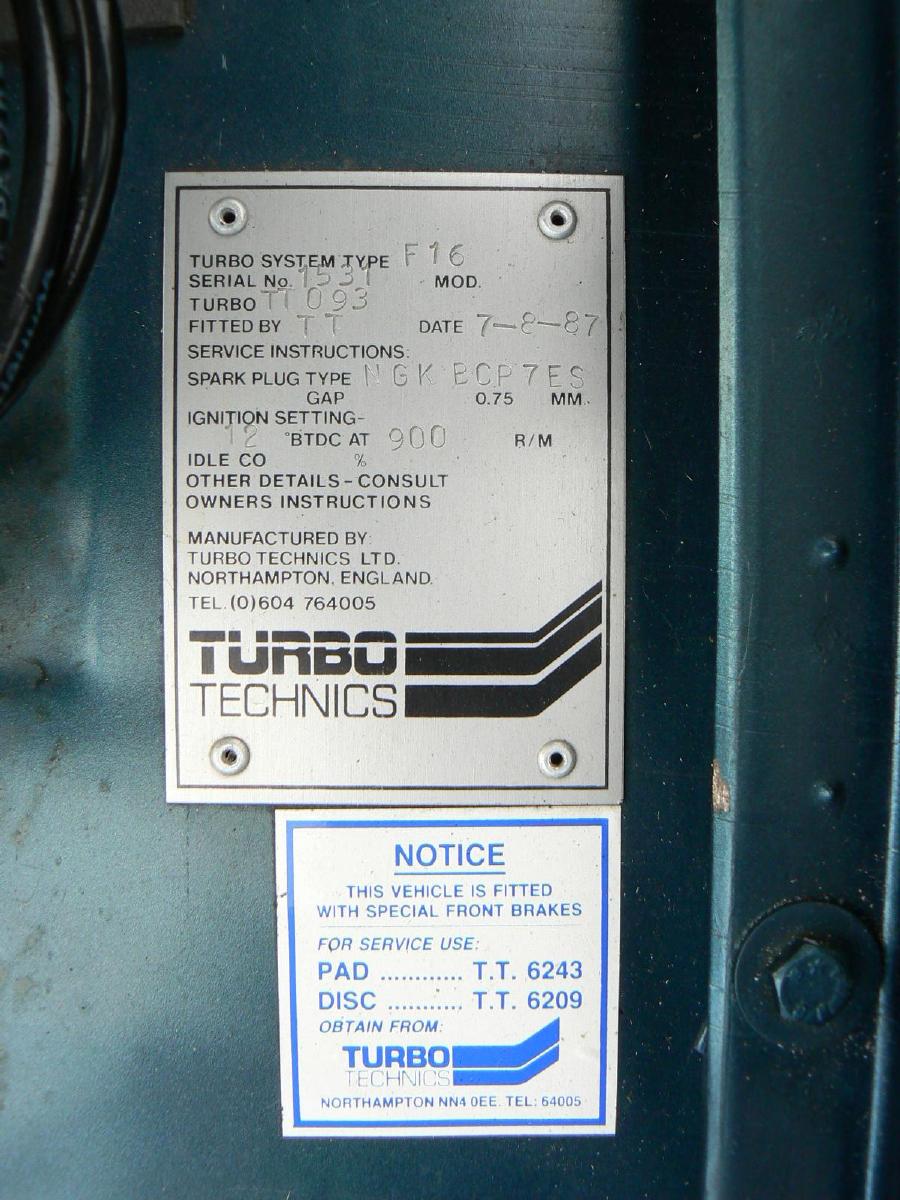 TURBO SYSTEM TYPE F16
SERIAL No. 1531 MOD.
TURBO TT093
FITTED BY TT DATE 7-8-87
SERVICE INSTRUCTIONS:
SPARK PLUG TYPE NGK BCP7ES
GAP 0.75 MM.
IGNITION SETTING-
12 °BTDC AT 900 R/M
IDLE CO %
OTHER DETAILS - CONSULT
OWNERS INSTRUCTIONS
MANUFACTURED BY:
TURBO TECHNICS LTD.
NORTHAMPTON, ENGLAND.
TEL. (0)604 764005
TURBO
TECHNICS
NOTICE
THIS VEHICLE IS FITTED
WITH SPECIAL FRONT BRAKES
FOR SERVICE USE:
PAD ............ T.T. 6243
DISC ........... T.T. 6209
OBTAIN FROM:
TURBO
TECHNICS
NORTHAMPTON NN4 0EE. TEL: 64005